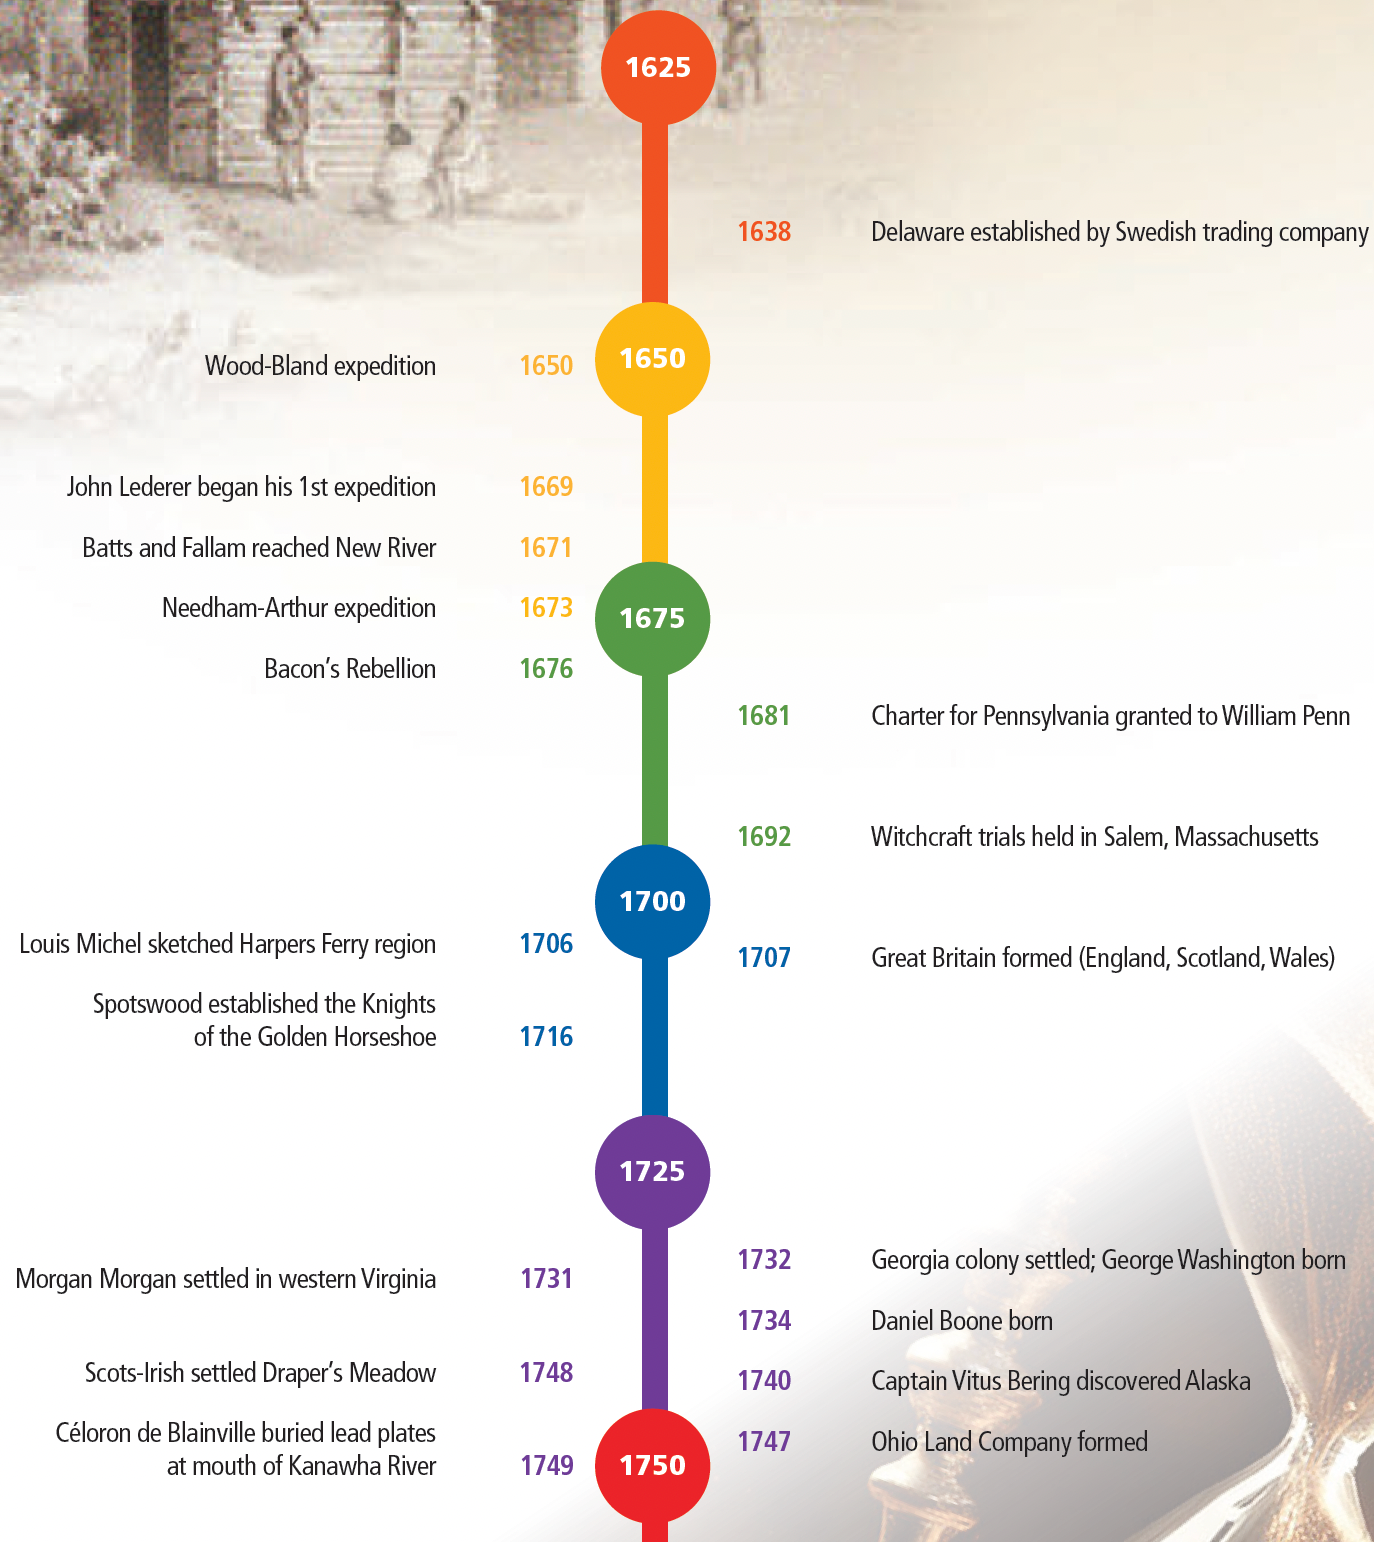 1625
1638 Delaware established by Swedish trading company
1650
Wood-Bland expedition 1650
John Lederer began his 1st expedition 1669
Batts and Fallam reached New River 1671
Needham-Arthur expedition 1673
1675
Bacon’s Rebellion 1676
1681 Charter for Pennsylvania granted to William Penn
1692 Witchcraft trials held in Salem, Massachusetts
1700
Louis Michel sketched Harpers Ferry region 1706
1707 Great Britain formed (England, Scotland, Wales)
Spotswood established the Knights
of the Golden Horseshoe 1716
1725
1732 Georgia colony settled; George Washington born
Morgan Morgan settled in western Virginia 1731
1734 Daniel Boone born
Scots-Irish settled Draper’s Meadow 1748
1740 Captain Vitus Bering discovered Alaska
Céloron de Blainville buried lead plates
at mouth of Kanawha River 1749
1747 Ohio Land Company formed
1750